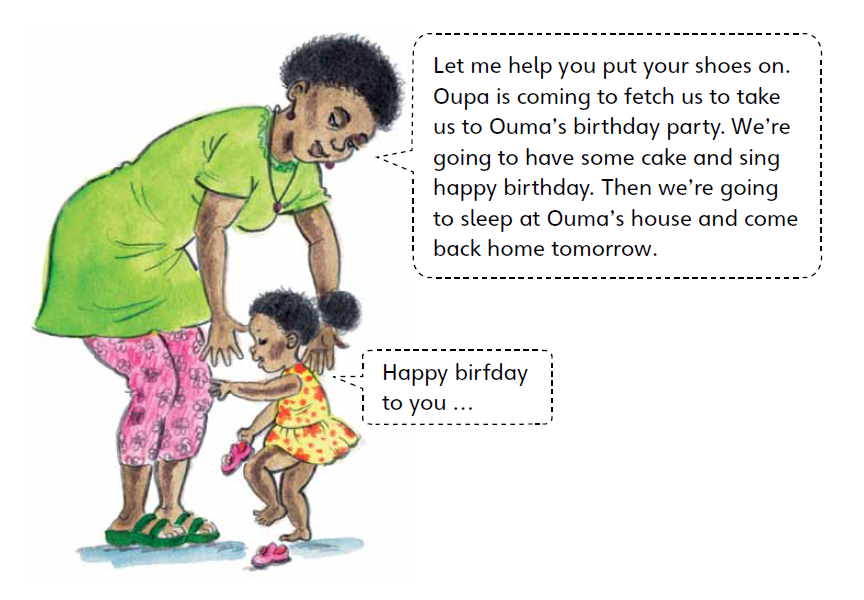 Let me help you put your shoes on.
Oupa is coming to fetch us to take
us to Ouma’s birthday party. We’re
going to have some cake and sing
happy birthday. Then we’re going
to sleep at Ouma’s house and come
back home tomorrow.
Happy birfday
to you …